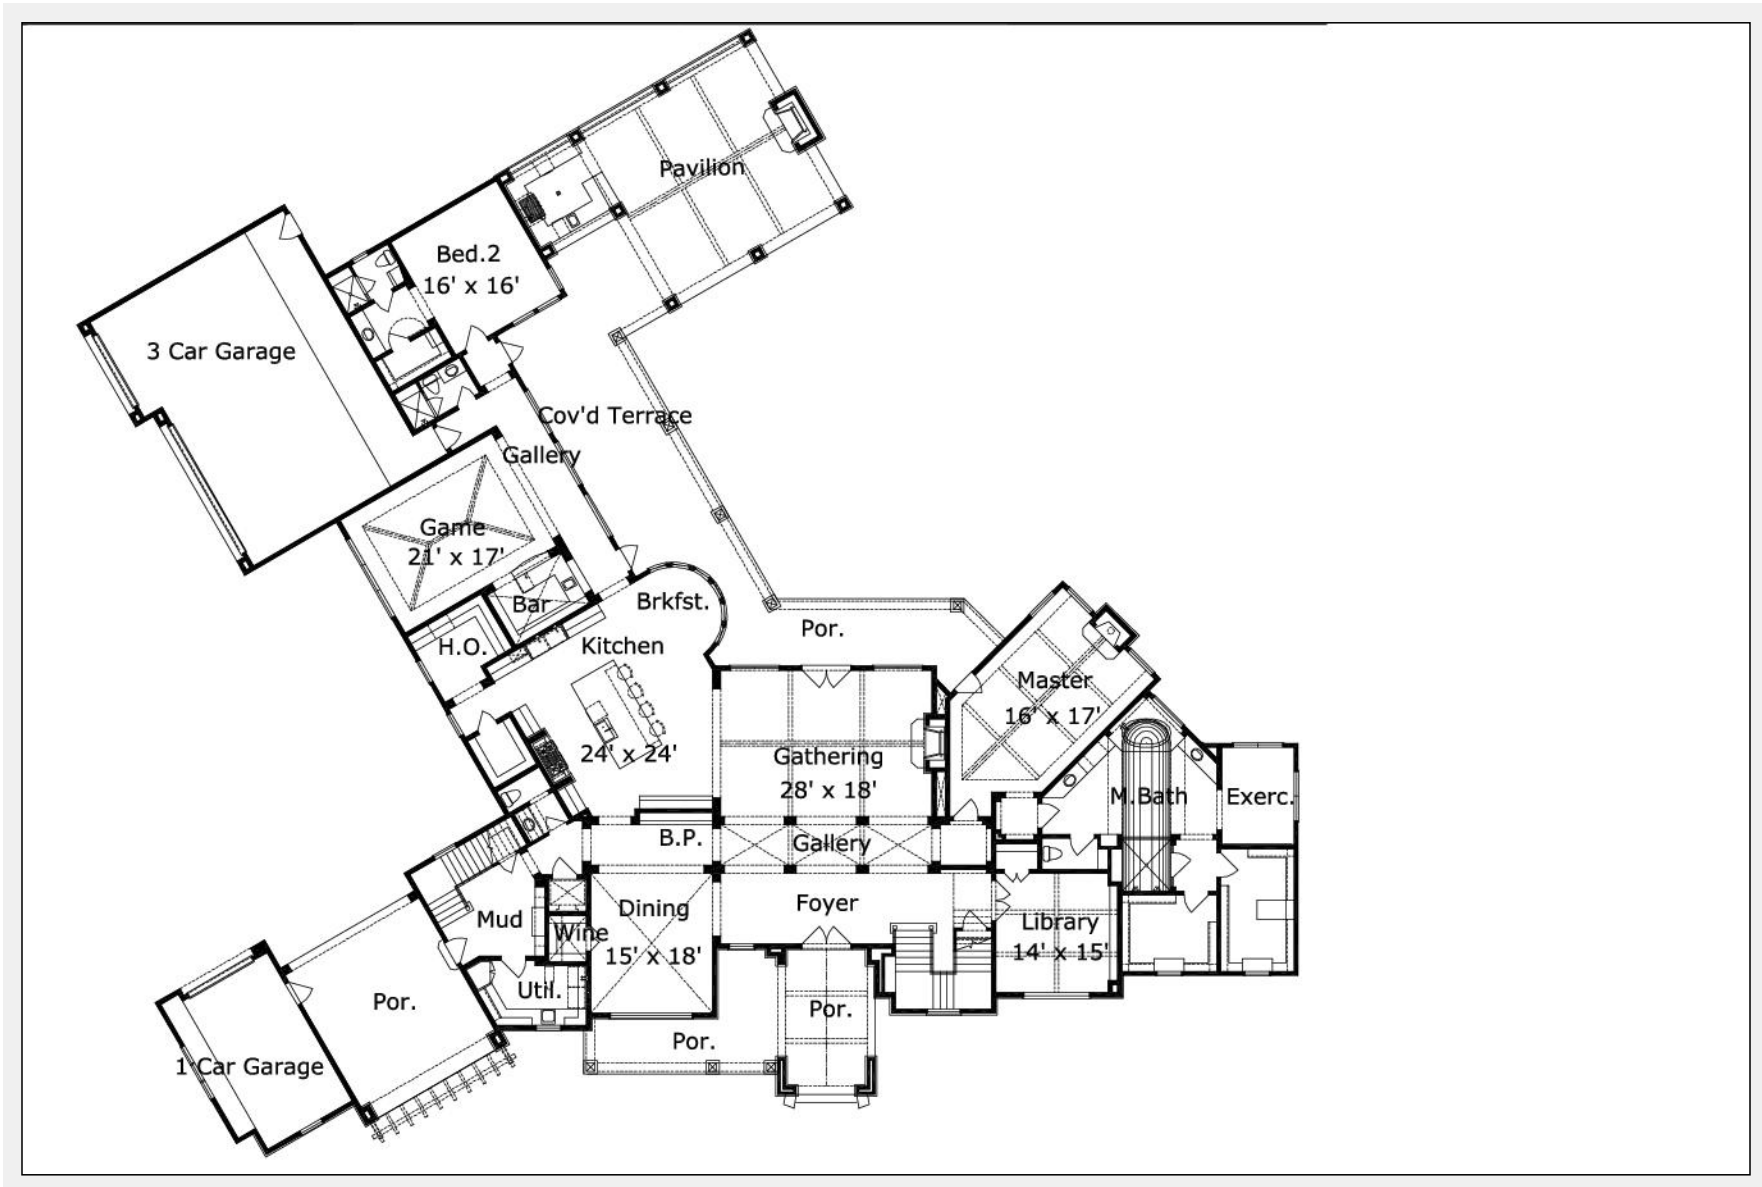 Pavilion
Bed.2
16' x 16'
3 Car Garage
Cov'd Terrace
Gallery
Game
21' x 17'
Bar
Brkfst.
H.O.
Kitchen
24' x 24'
Por.
Master
16' x 17'
Gathering
28' x 18'
M.Bath
Exerc.
B.P.
Gallery
Mud
Wine
Dining
15' x 18'
Foyer
Library
14' x 15'
Util.
Por.
Por.
Por.
1 Car Garage